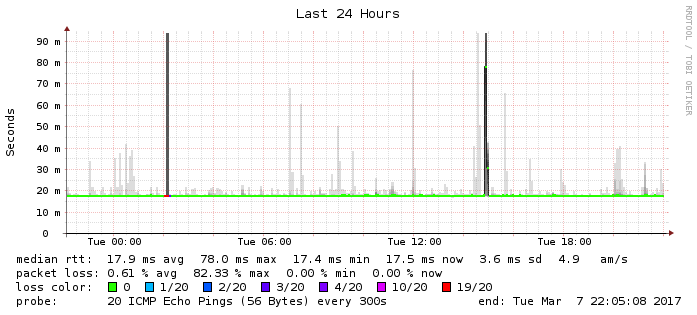 Last 24 Hours
RRDTOOL / TOBI OETIKER
Seconds
90 m
80 m
70 m
60 m
50 m
40 m
30 m
20 m
10 m
0
Tue 00:00 Tue 06:00 Tue 12:00 Tue 18:00
median rtt: 17.9 ms avg 78.0 ms max 17.4 ms min 17.5 ms now 3.6 ms sd 4.9 am/s
packet loss: 0.61 % avg 82.33 % max 0.00 % min 0.00 % now
loss color: 0 1/20 2/20 3/20 4/20 10/20 19/20
probe: 20 ICMP Echo Pings (56 Bytes) every 300s end: Tue Mar 7 22:05:08 2017